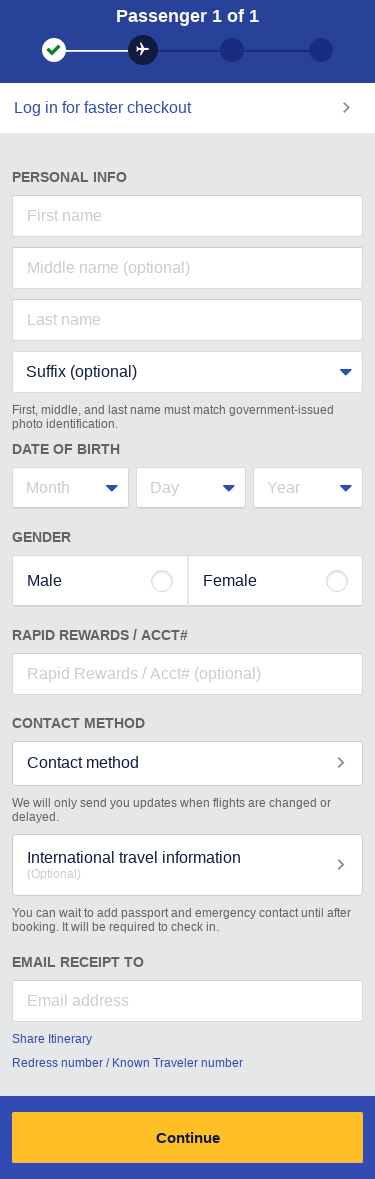 Passenger 1 of 1
Log in for faster checkout
PERSONAL INFO
First name
Middle name (optional)
Last name
Suffix (optional)
First, middle, and last name must match government-issued
photo identification.
DATE OF BIRTH
Month Day Year
GENDER
Male Female
RAPID REWARDS / ACCT#
Rapid Rewards / Acct# (optional)
CONTACT METHOD
Contact method
We will only send you updates when flights are changed or
delayed.
International travel information
(Optional)
You can wait to add passport and emergency contact until after
booking. It will be required to check in.
EMAIL RECEIPT TO
Email address
Share Itinerary
Redress number / Known Traveler number
Continue